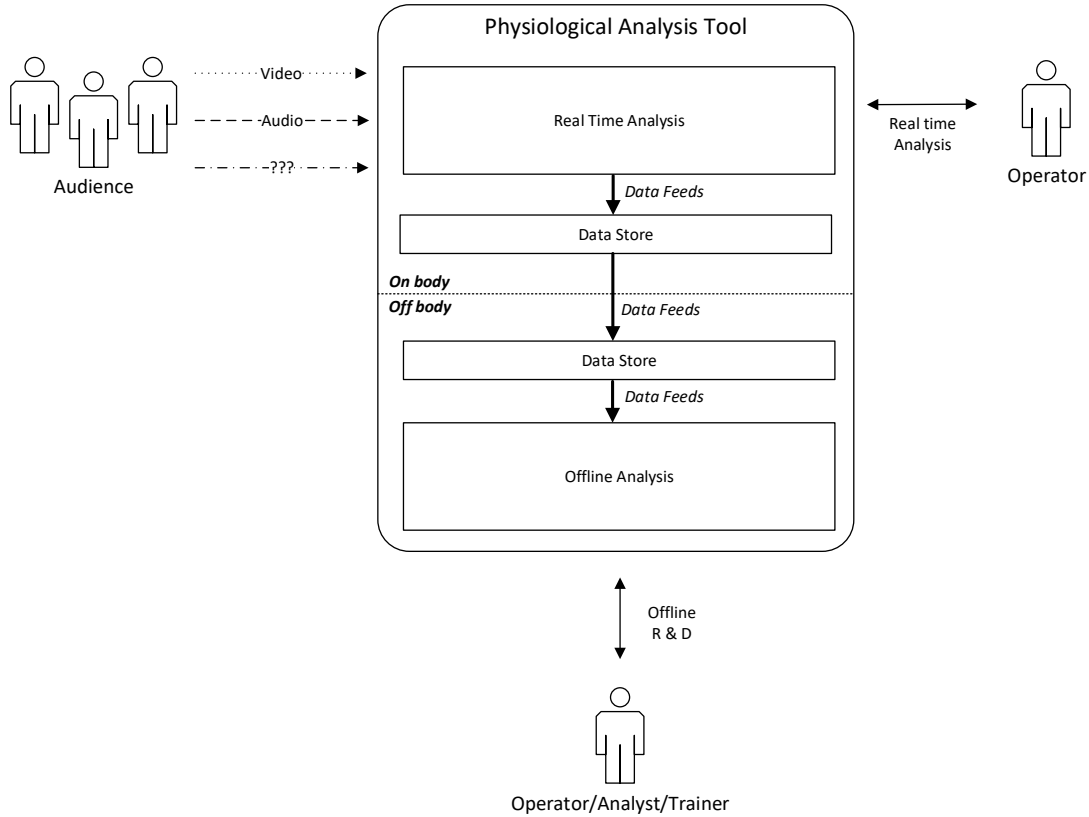 Physiological Analysis Tool
Video
Audio
???
Audience
Real Time Analysis
Real time
Analysis
Operator
Data Feeds
Data Store
On body
Off body
Data Feeds
Data Store
Data Feeds
Offline Analysis
Offline
R & D
Operator/Analyst/Trainer